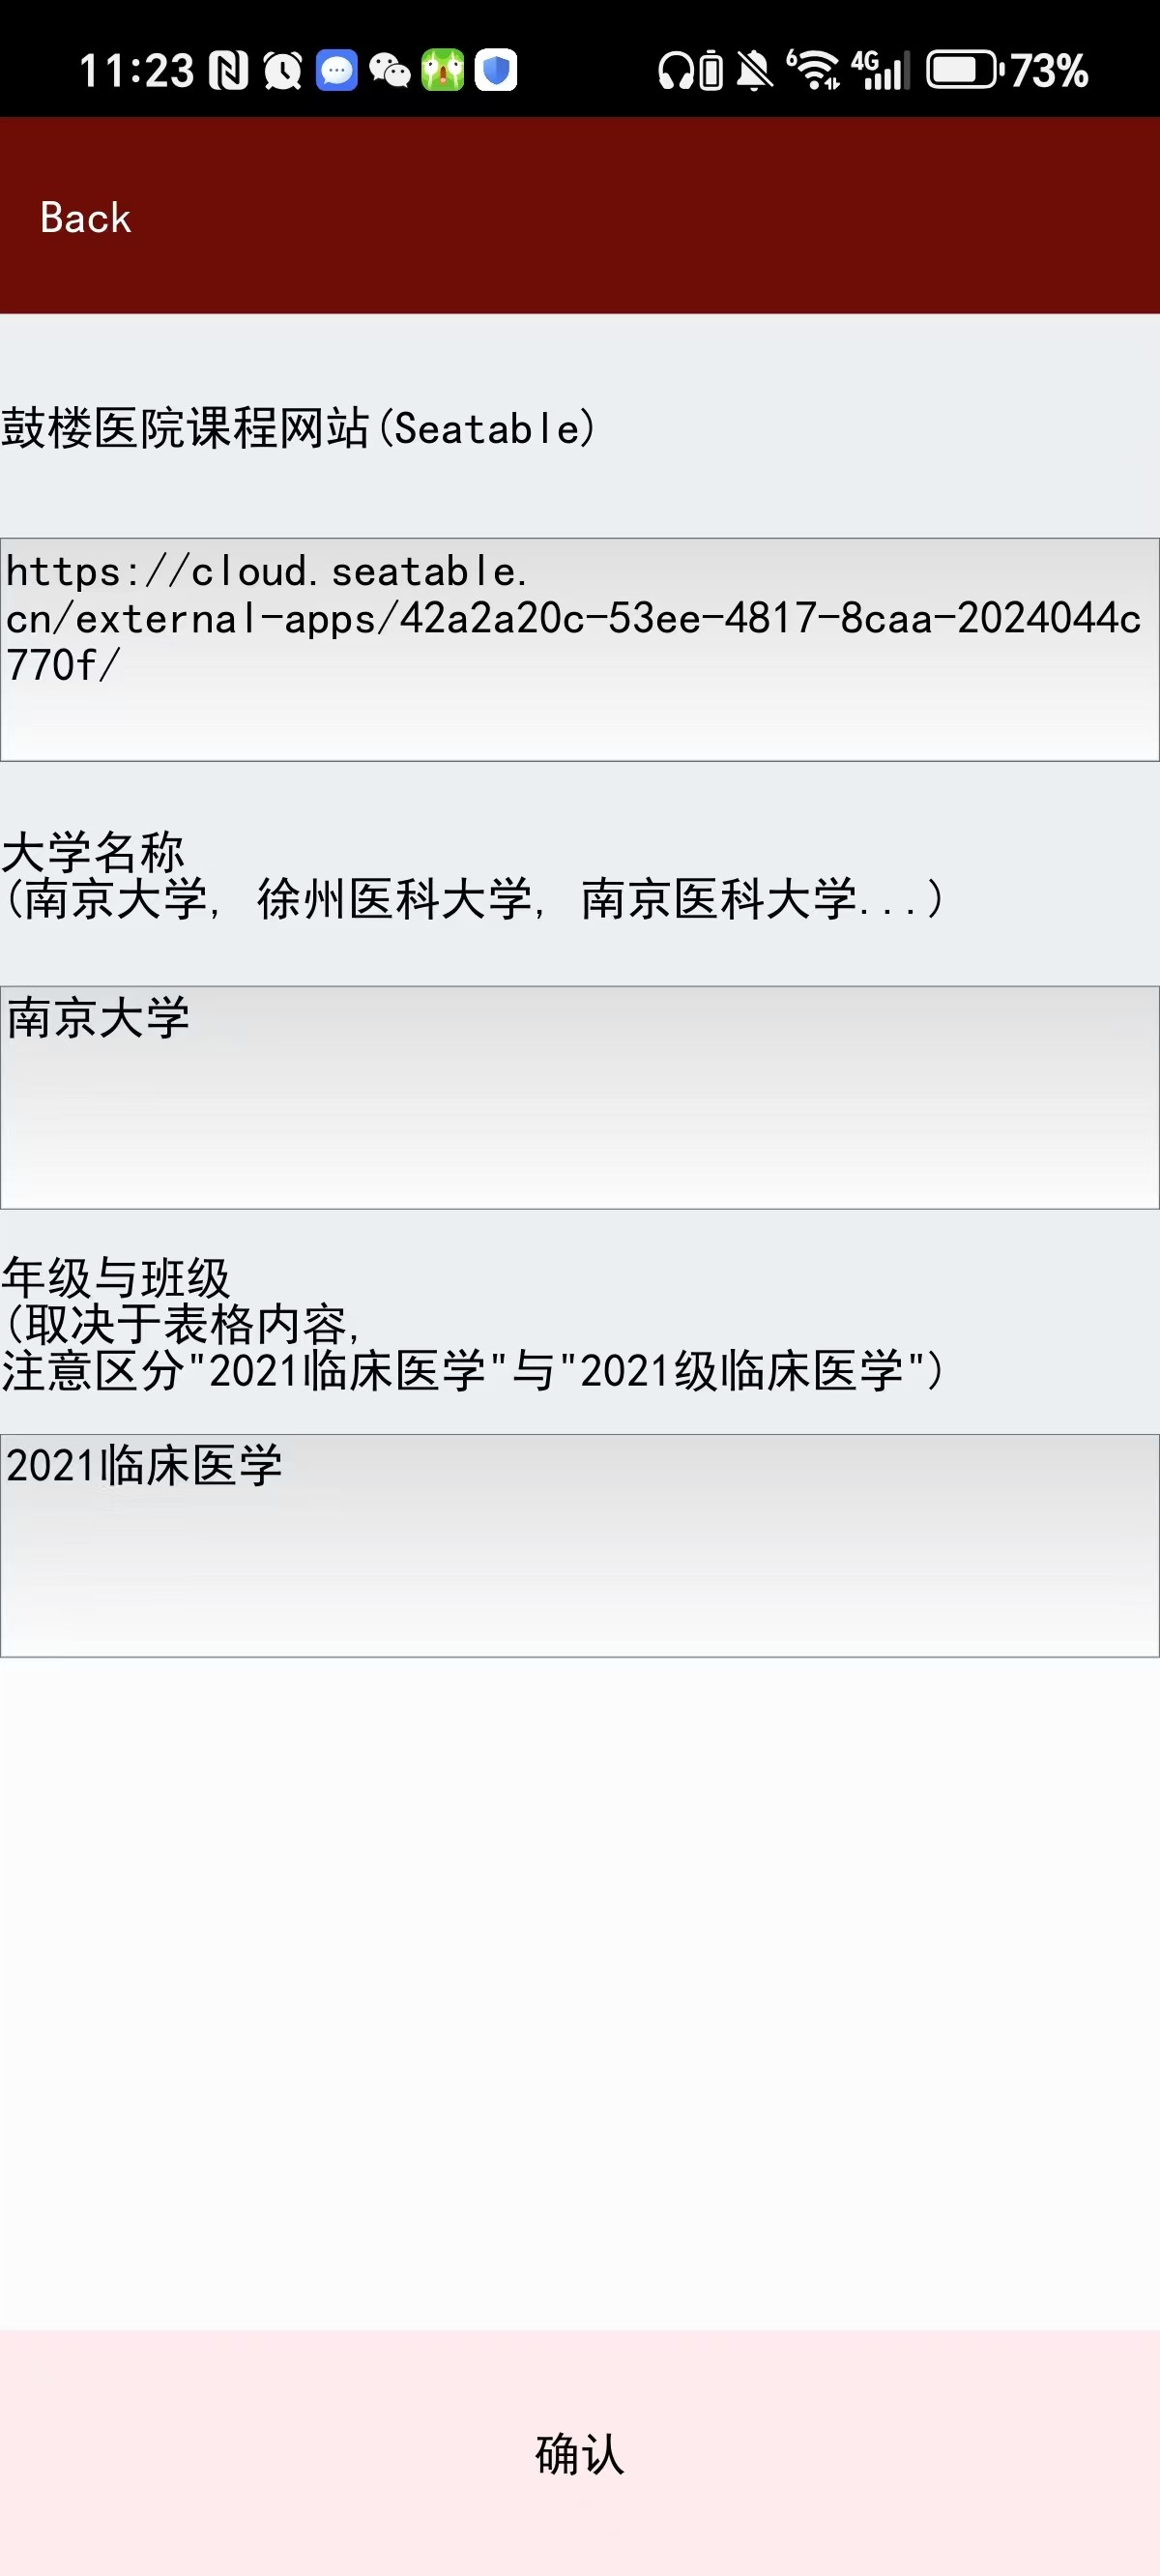 11:23
6
4G
73%
Back
鼓楼医院课程网站(Seatable)
https://cloud.seatable.
cn/external-apps/42a2a20c-53ee-4817-8caa-2024044c
770f/
大学名称
(南京大学, 徐州医科大学, 南京医科大学...)
南京大学
年级与班级
(取决于表格内容,
注意区分"2021临床医学"与"2021级临床医学")
2021临床医学
确认